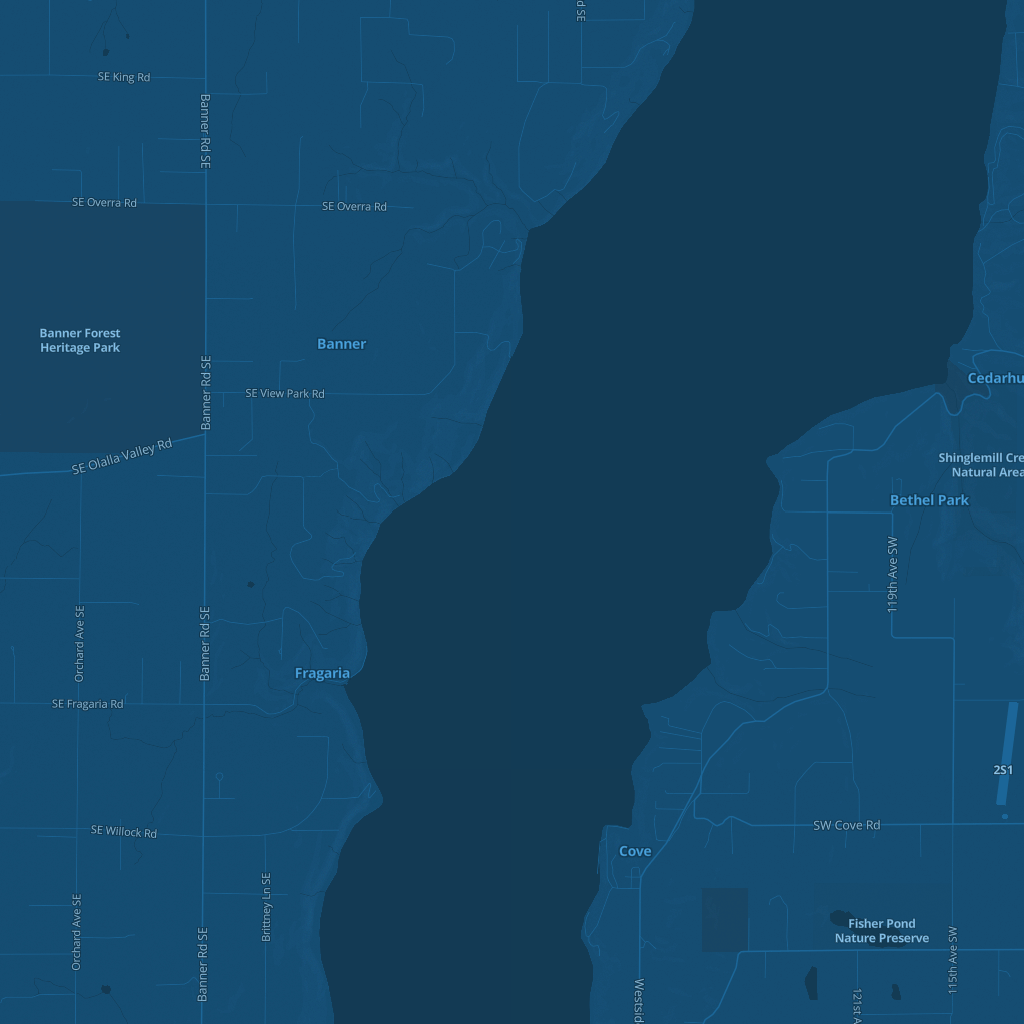 d SE
SE King Rd
Banner Rd SE
SE Overra Rd
SE Overra Rd
Banner Forest
Heritage Park
Banner
Banner Rd SE
SE View Park Rd
Cedarhu
SE Olalla Valley Rd
Shinglemill Cre
Natural Area
Bethel Park
119th Ave SW
Orchard Ave SE
Banner Rd SE
Fragaria
SE Fragaria Rd
2S1
SE Willock Rd
SW Cove Rd
Cove
Brittney Ln SE
Orchard Ave SE
Fisher Pond
Nature Preserve
Banner Rd SE
115th Ave SW
Westsid
121st A